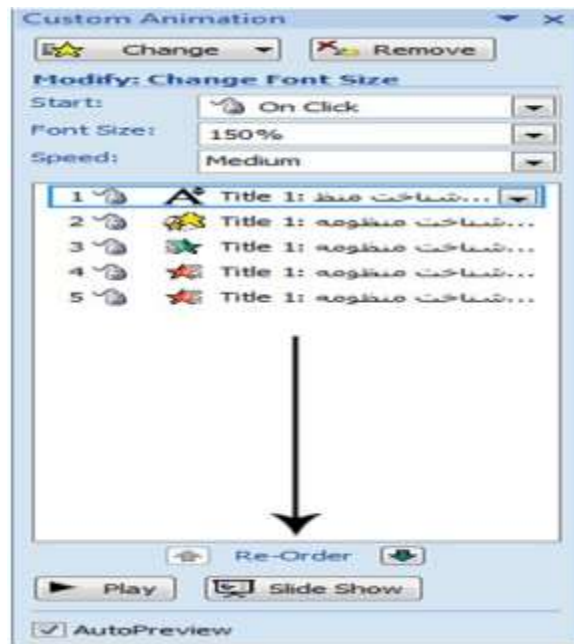 Custom Animation
Change Remove
Modify: Change Font Size
Start: On Click
Font Size: 150%
Speed: Medium
1 Title 1: شناخت منظ...
2 Title 1: شناخت منظومه...
3 Title 1: شناخت منظومه...
4 Title 1: شناخت منظومه...
5 Title 1: شناخت منظومه...
Re-Order
Play Slide Show
AutoPreview